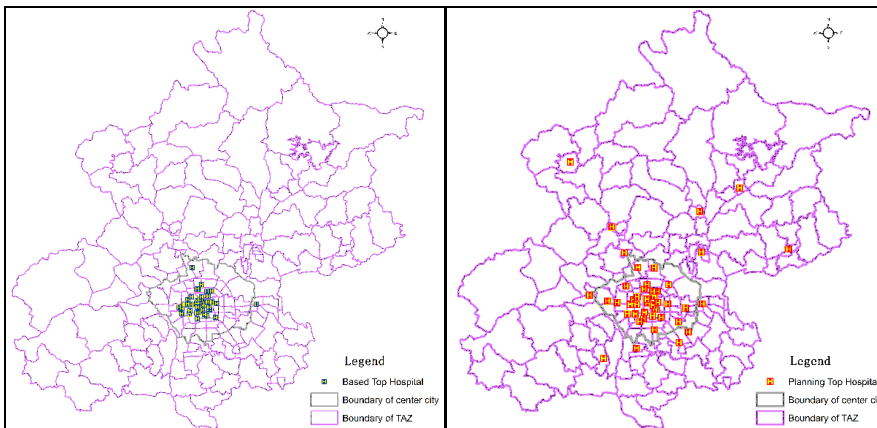 Legend
Based Top Hospital
Boundary of center city
Boundary of TAZ
Legend
Planning Top Hospita
Boundary of center ci
Boundary of TAZ